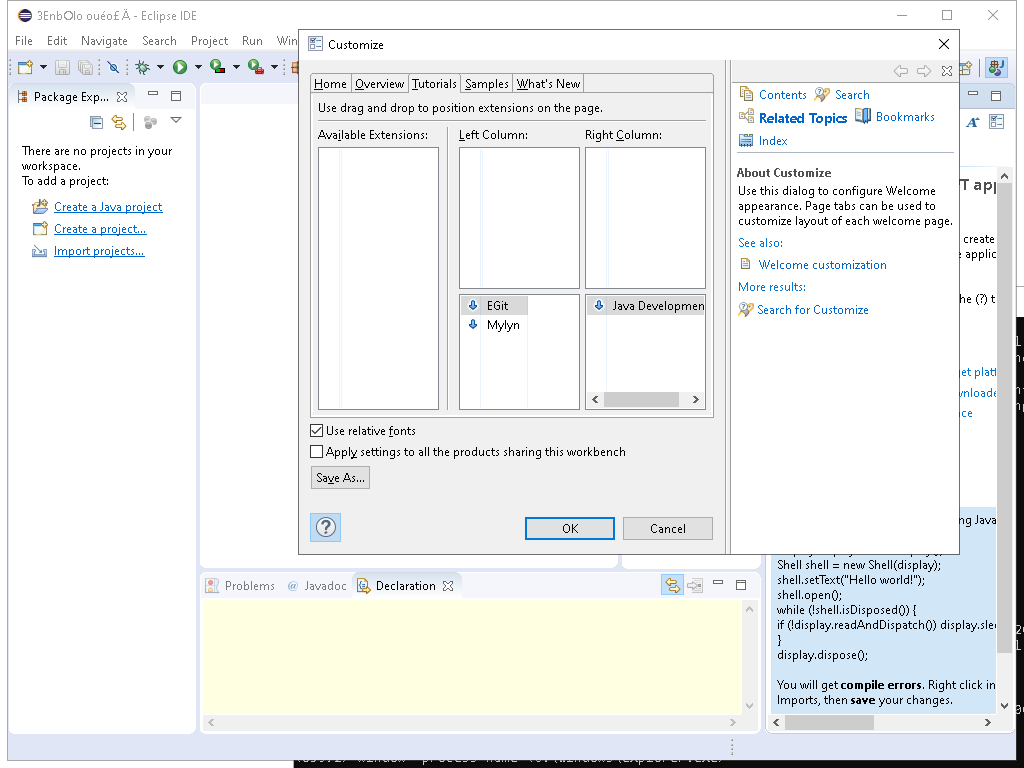 3EnbOlo ouéo£Ä - Eclipse IDE
File Edit Navigate Search Project Run Win
Package Exp...
There are no projects in your
workspace.
To add a project:
Create a Java project
Create a project...
Import projects...
Customize
Home Overview Tutorials Samples What's New
Use drag and drop to position extensions on the page.
Available Extensions: Left Column: Right Column:
EGit
Mylyn
Java Developmen
Use relative fonts
Apply settings to all the products sharing this workbench
Save As...
OK Cancel
Contents Search
Related Topics Bookmarks
Index
About Customize
Use this dialog to configure Welcome
appearance. Page tabs can be used to
customize layout of each welcome page.
See also:
Welcome customization
More results:
Search for Customize
T app
create
e applic
he (?) t
et platf
wnloade
ce
ng Java
Shell shell = new Shell(display);
shell.setText("Hello world!");
shell.open();
while (!shell.isDisposed()) {
if (!display.readAndDispatch()) display.slee
}
display.dispose();
You will get compile errors. Right click in
Imports, then save your changes.
Problems @ Javadoc Declaration